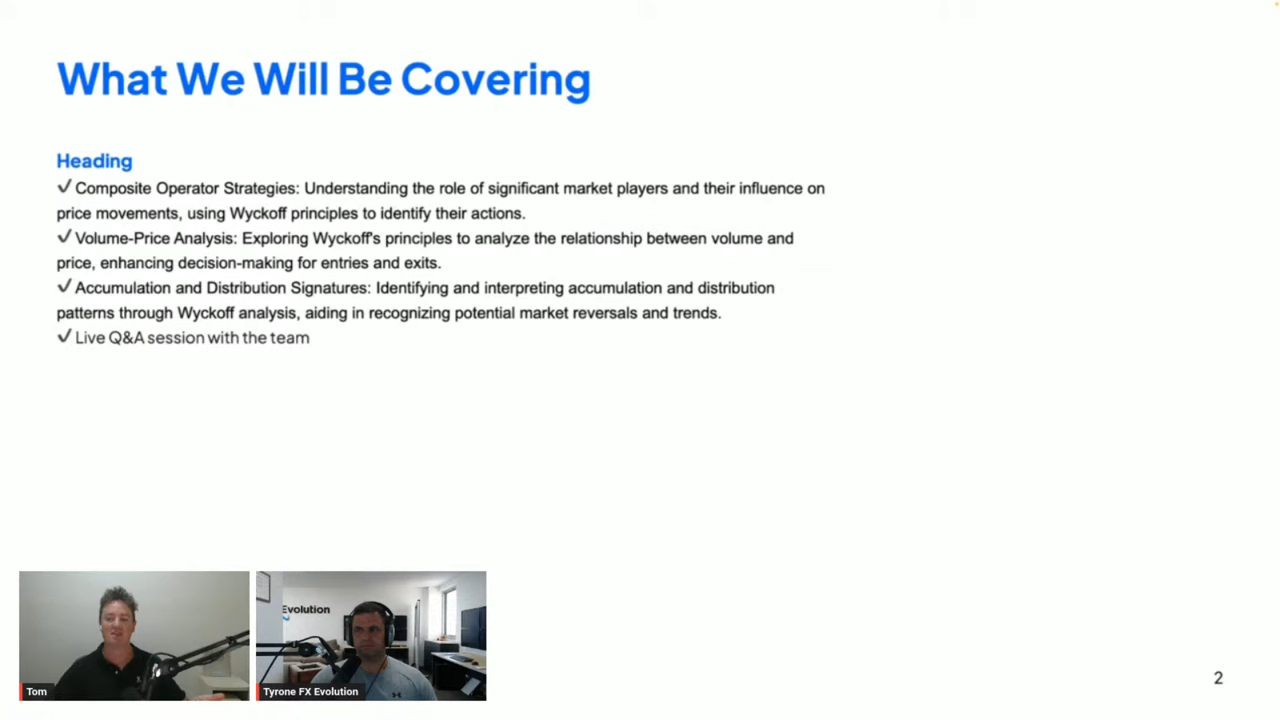 What We Will Be Covering
Heading
✓ Composite Operator Strategies: Understanding the role of significant market players and their influence on
price movements, using Wyckoff principles to identify their actions.
✓ Volume-Price Analysis: Exploring Wyckoff's principles to analyze the relationship between volume and
price, enhancing decision-making for entries and exits.
✓ Accumulation and Distribution Signatures: Identifying and interpreting accumulation and distribution
patterns through Wyckoff analysis, aiding in recognizing potential market reversals and trends.
✓ Live Q&A session with the team
Evolution
Tom
Tyrone FX Evolution
2